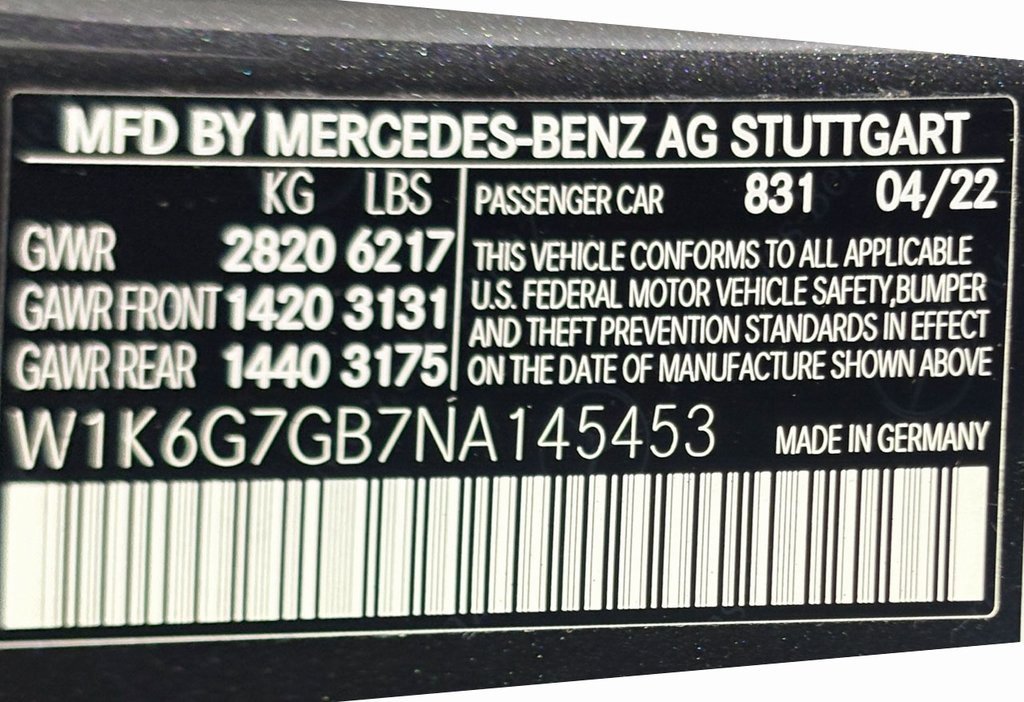 MFD BY MERCEDES-BENZ AG STUTTGART
KG LBS
GVWR 2820 6217
GAWR FRONT 1420 3131
GAWR REAR 1440 3175
PASSENGER CAR 831 04/22
THIS VEHICLE CONFORMS TO ALL APPLICABLE
U.S. FEDERAL MOTOR VEHICLE SAFETY,BUMPER
AND THEFT PREVENTION STANDARDS IN EFFECT
ON THE DATE OF MANUFACTURE SHOWN ABOVE
W1K6G7GB7NA145453
MADE IN GERMANY